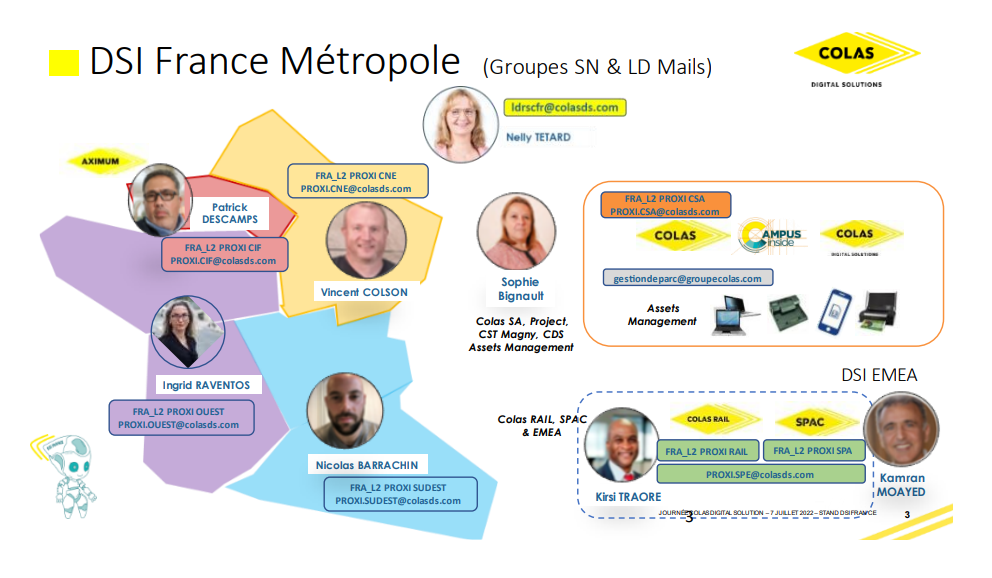 DSI France Métropole (Groupes SN & LD Mails)
COLAS
DIGITAL SOLUTIONS
ldrscfr@colasds.com
Nelly TETARD
AXIMUM
FRA_L2 PROXI CNE
PROXI.CNE@colasds.com
Patrick
DESCAMPS
FRA_L2 PROXI CIF
PROXI.CIF@colasds.com
Vincent COLSON
Sophie
Bignault
Colas SA, Project,
CST Magny, CDS
Assets Management
FRA_L2 PROXI CSA
PROXI.CSA@colasds.com
COLAS
CAMPUS
inside
COLAS
DIGITAL SOLUTIONS
gestiondeparc@groupecolas.com
Assets
Management
Ingrid RAVENTOS
FRA_L2 PROXI OUEST
PROXI.OUEST@colasds.com
Nicolas BARRACHIN
FRA_L2 PROXI SUDEST
PROXI.SUDEST@colasds.com
DSI EMEA
Colas RAIL, SPAC
& EMEA
COLAS RAIL
SPAC
FRA_L2 PROXI RAIL
FRA_L2 PROXI SPA
PROXI.SPE@colasds.com
Kirsi TRAORE
Kamran
MOAYED
JOURNÉE COLAS DIGITAL SOLUTION – 7 JUILLET 2022 – STAND DSI FRANCE
3
3